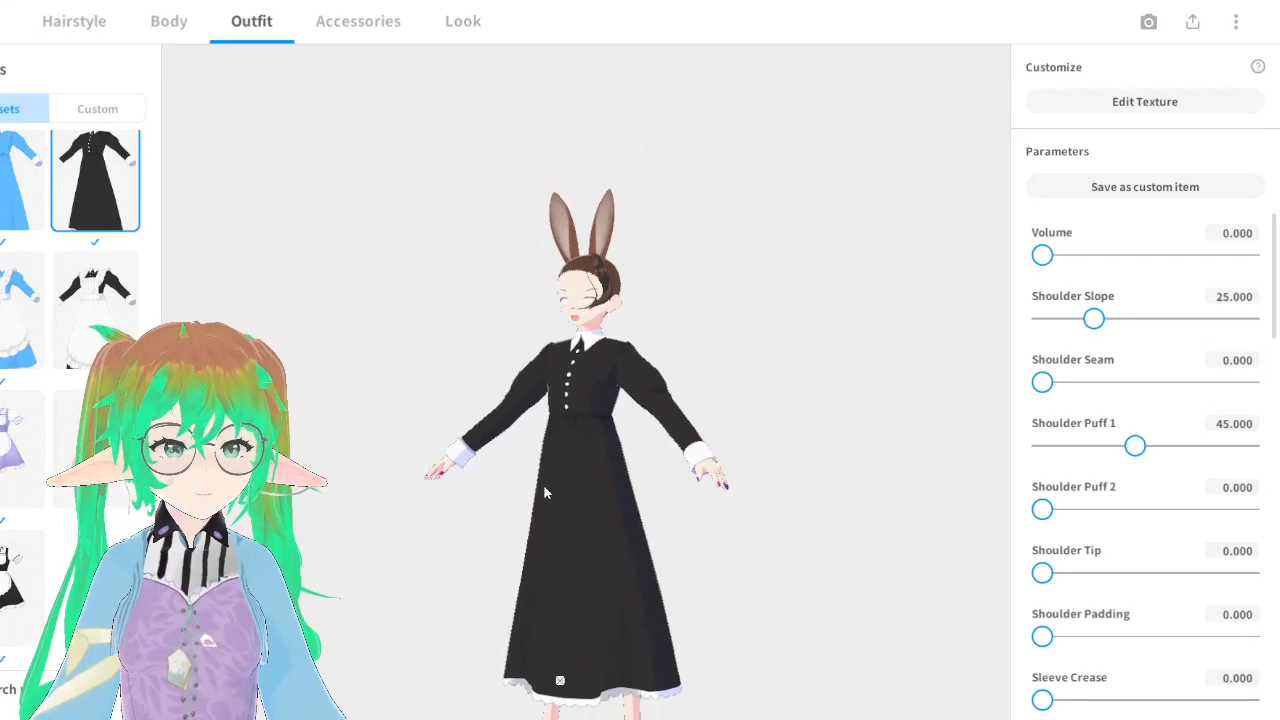 Hairstyle Body Outfit Accessories Look
s
sets Custom
rch
Customize
Edit Texture
Parameters
Save as custom item
Volume 0.000
Shoulder Slope 25.000
Shoulder Seam 0.000
Shoulder Puff 1 45.000
Shoulder Puff 2 0.000
Shoulder Tip 0.000
Shoulder Padding 0.000
Sleeve Crease 0.000